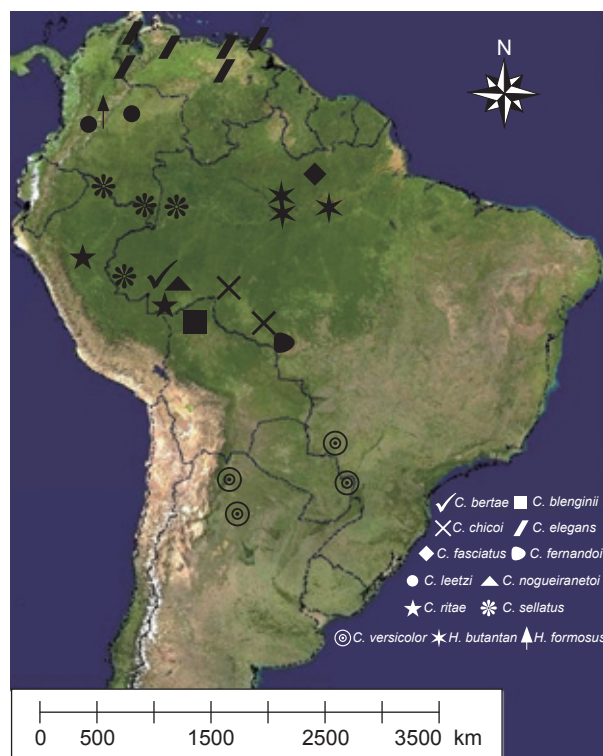 N
C. bertae C. blenginii
C. chicoi C. elegans
C. fasciatus C. fernandoi
C. leetzi C. nogueiranetoi
C. ritae C. sellatus
C. versicolor H. butantan H. formosus
0 500 1500 2500 3500 km